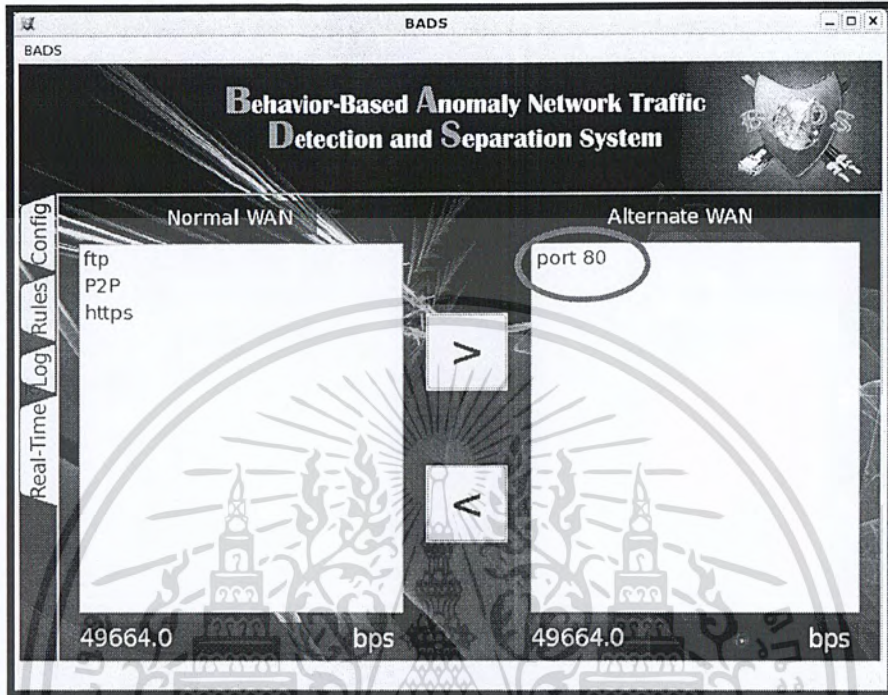 BADS
BADS
Behavior-Based Anomaly Network Traffic
Detection and Separation System
BADS
Config
Rules
Log
Real-Time
Normal WAN
ftp
P2P
https
>
<
Alternate WAN
port 80
49664.0 bps
49664.0 bps